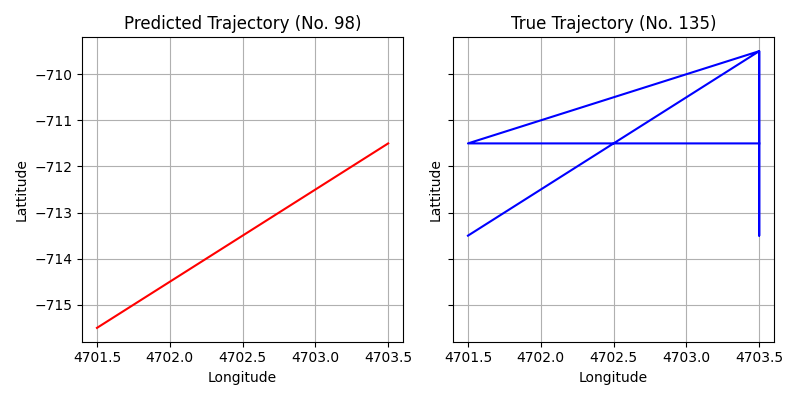 Predicted Trajectory (No. 98)
Lattitude
−710
−711
−712
−713
−714
−715
4701.5 4702.0 4702.5 4703.0 4703.5
Longitude
True Trajectory (No. 135)
Lattitude
4701.5 4702.0 4702.5 4703.0 4703.5
Longitude